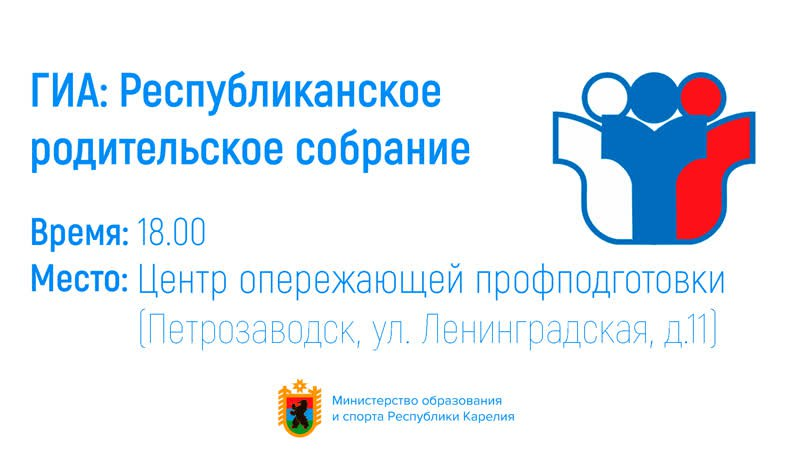 ГИА: Республиканское
родительское собрание
Время: 18.00
Место: Центр опережающей профподготовки
(Петрозаводск, ул. Ленинградская, д.11)
Министерство образования
и спорта Республики Карелия